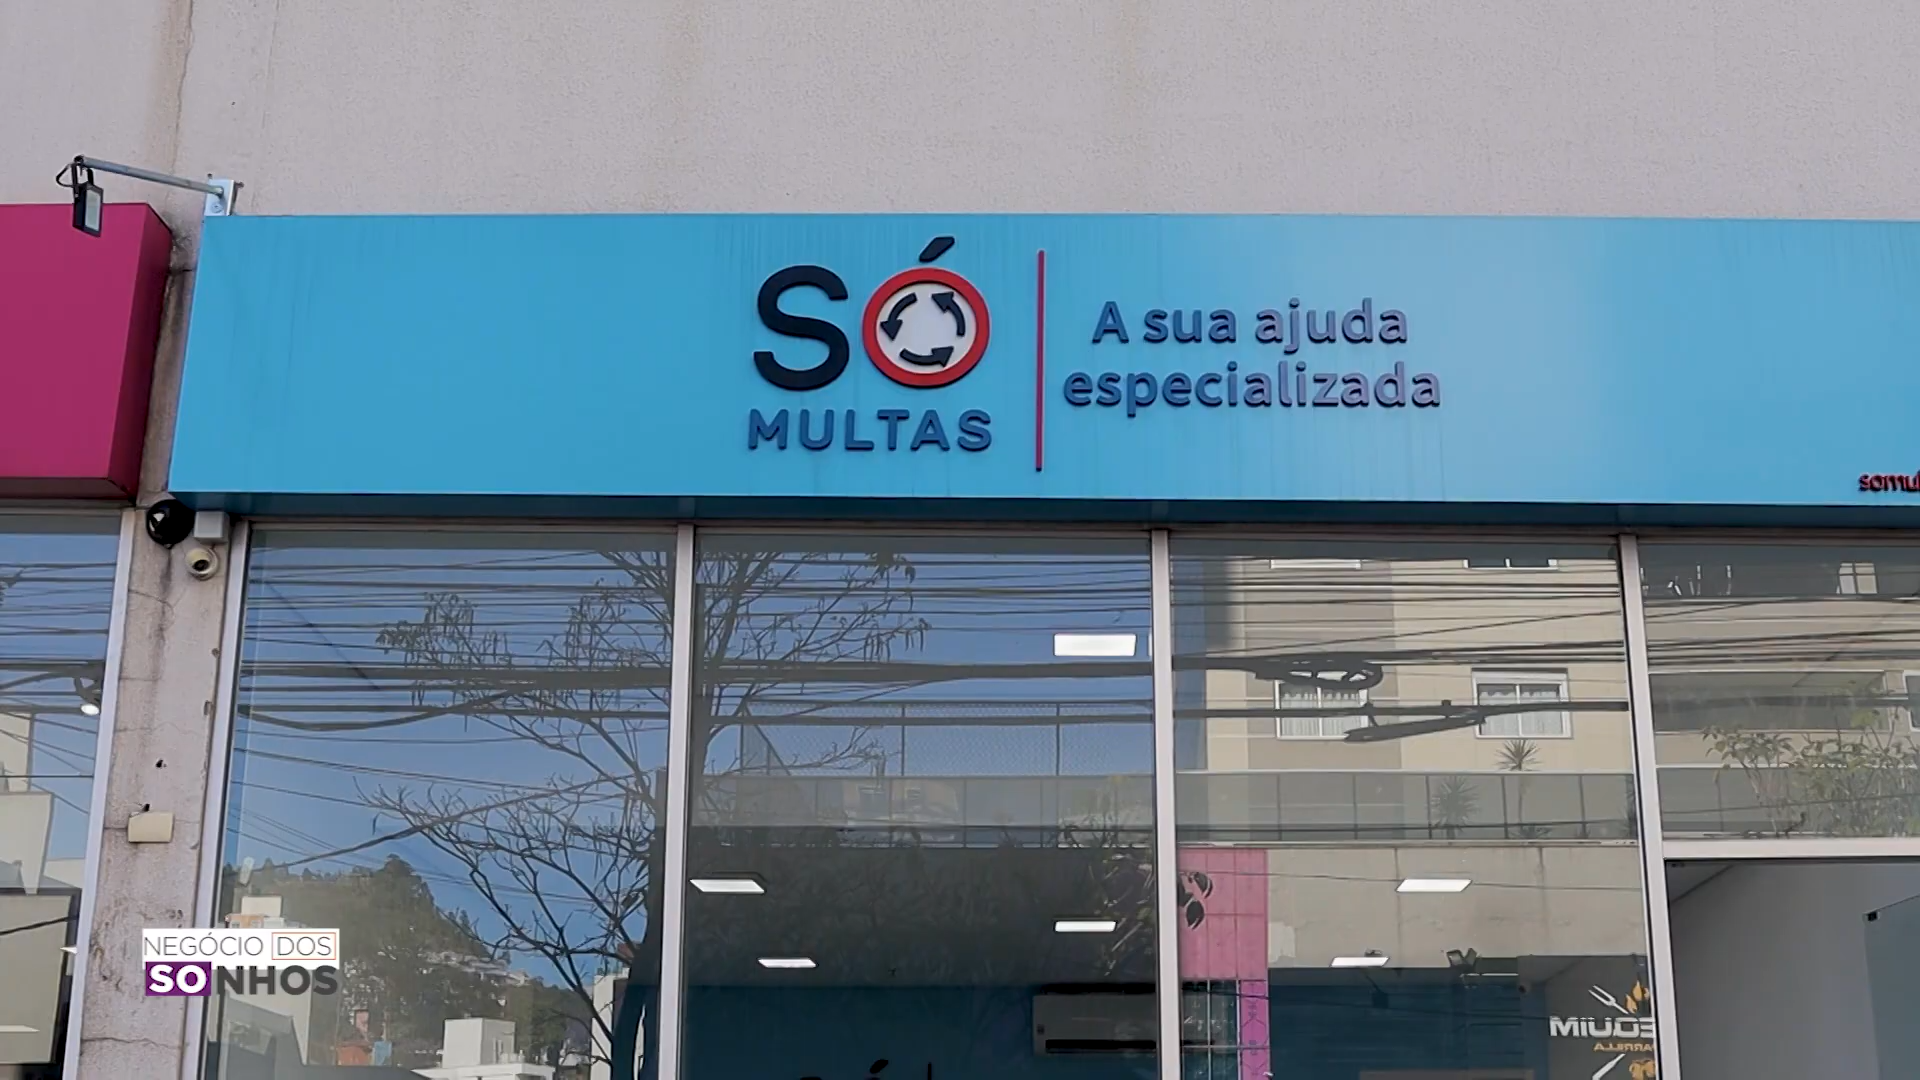 SÓ
MULTAS
A sua ajuda
especializada
NEGÓCIO DOS
SONHOS